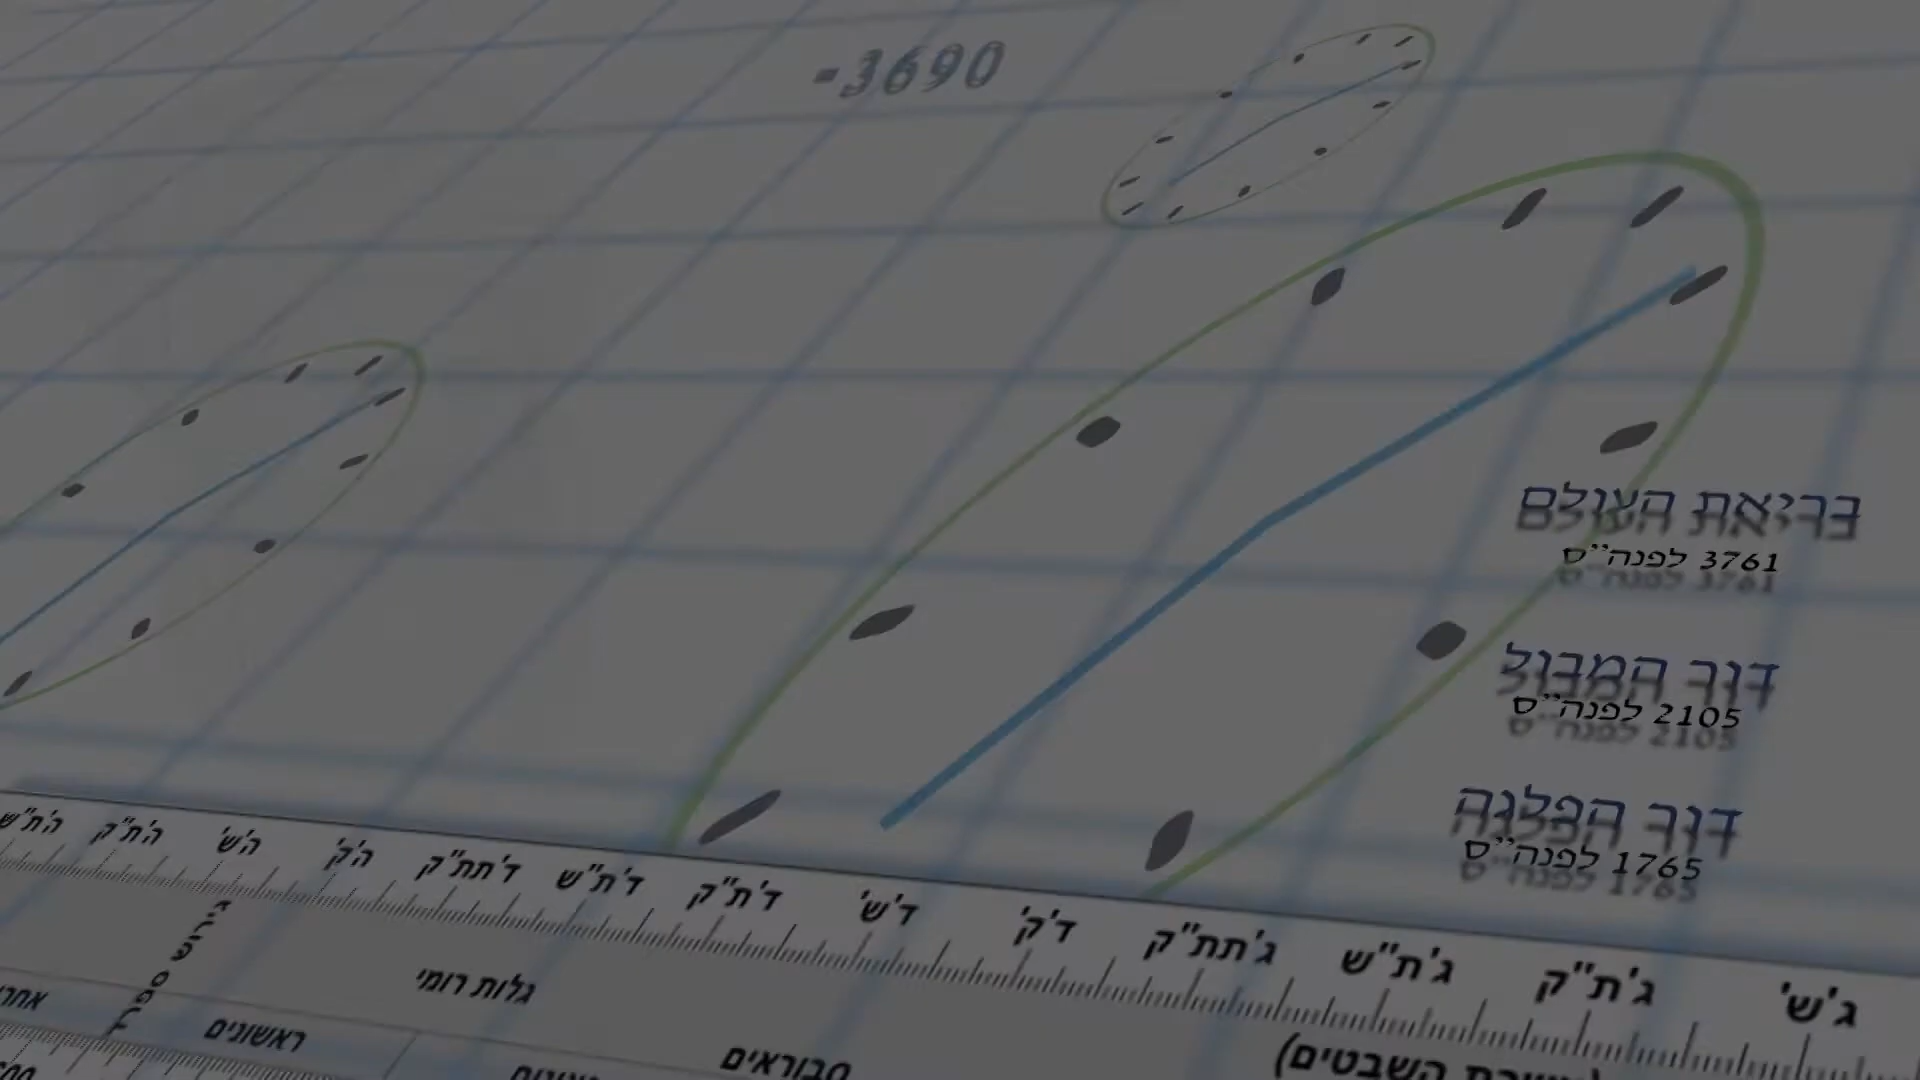 -3690
בריאת העולם
3761 לפנה״ס
דור המבול
2105 לפנה״ס
דור הפלגה
1765 לפנה״ס
ג'ש' ג'ת"ק ג'ת"ש ג'תת"ק ד'ק' ד'ש' ד'ת"ק ד'ת"ש ד'תת"ק ה'ק' ה'ש' ה'ת"ק ה'ת"ש
גלות רומי
ראשונים
סבוראים
השבטים)